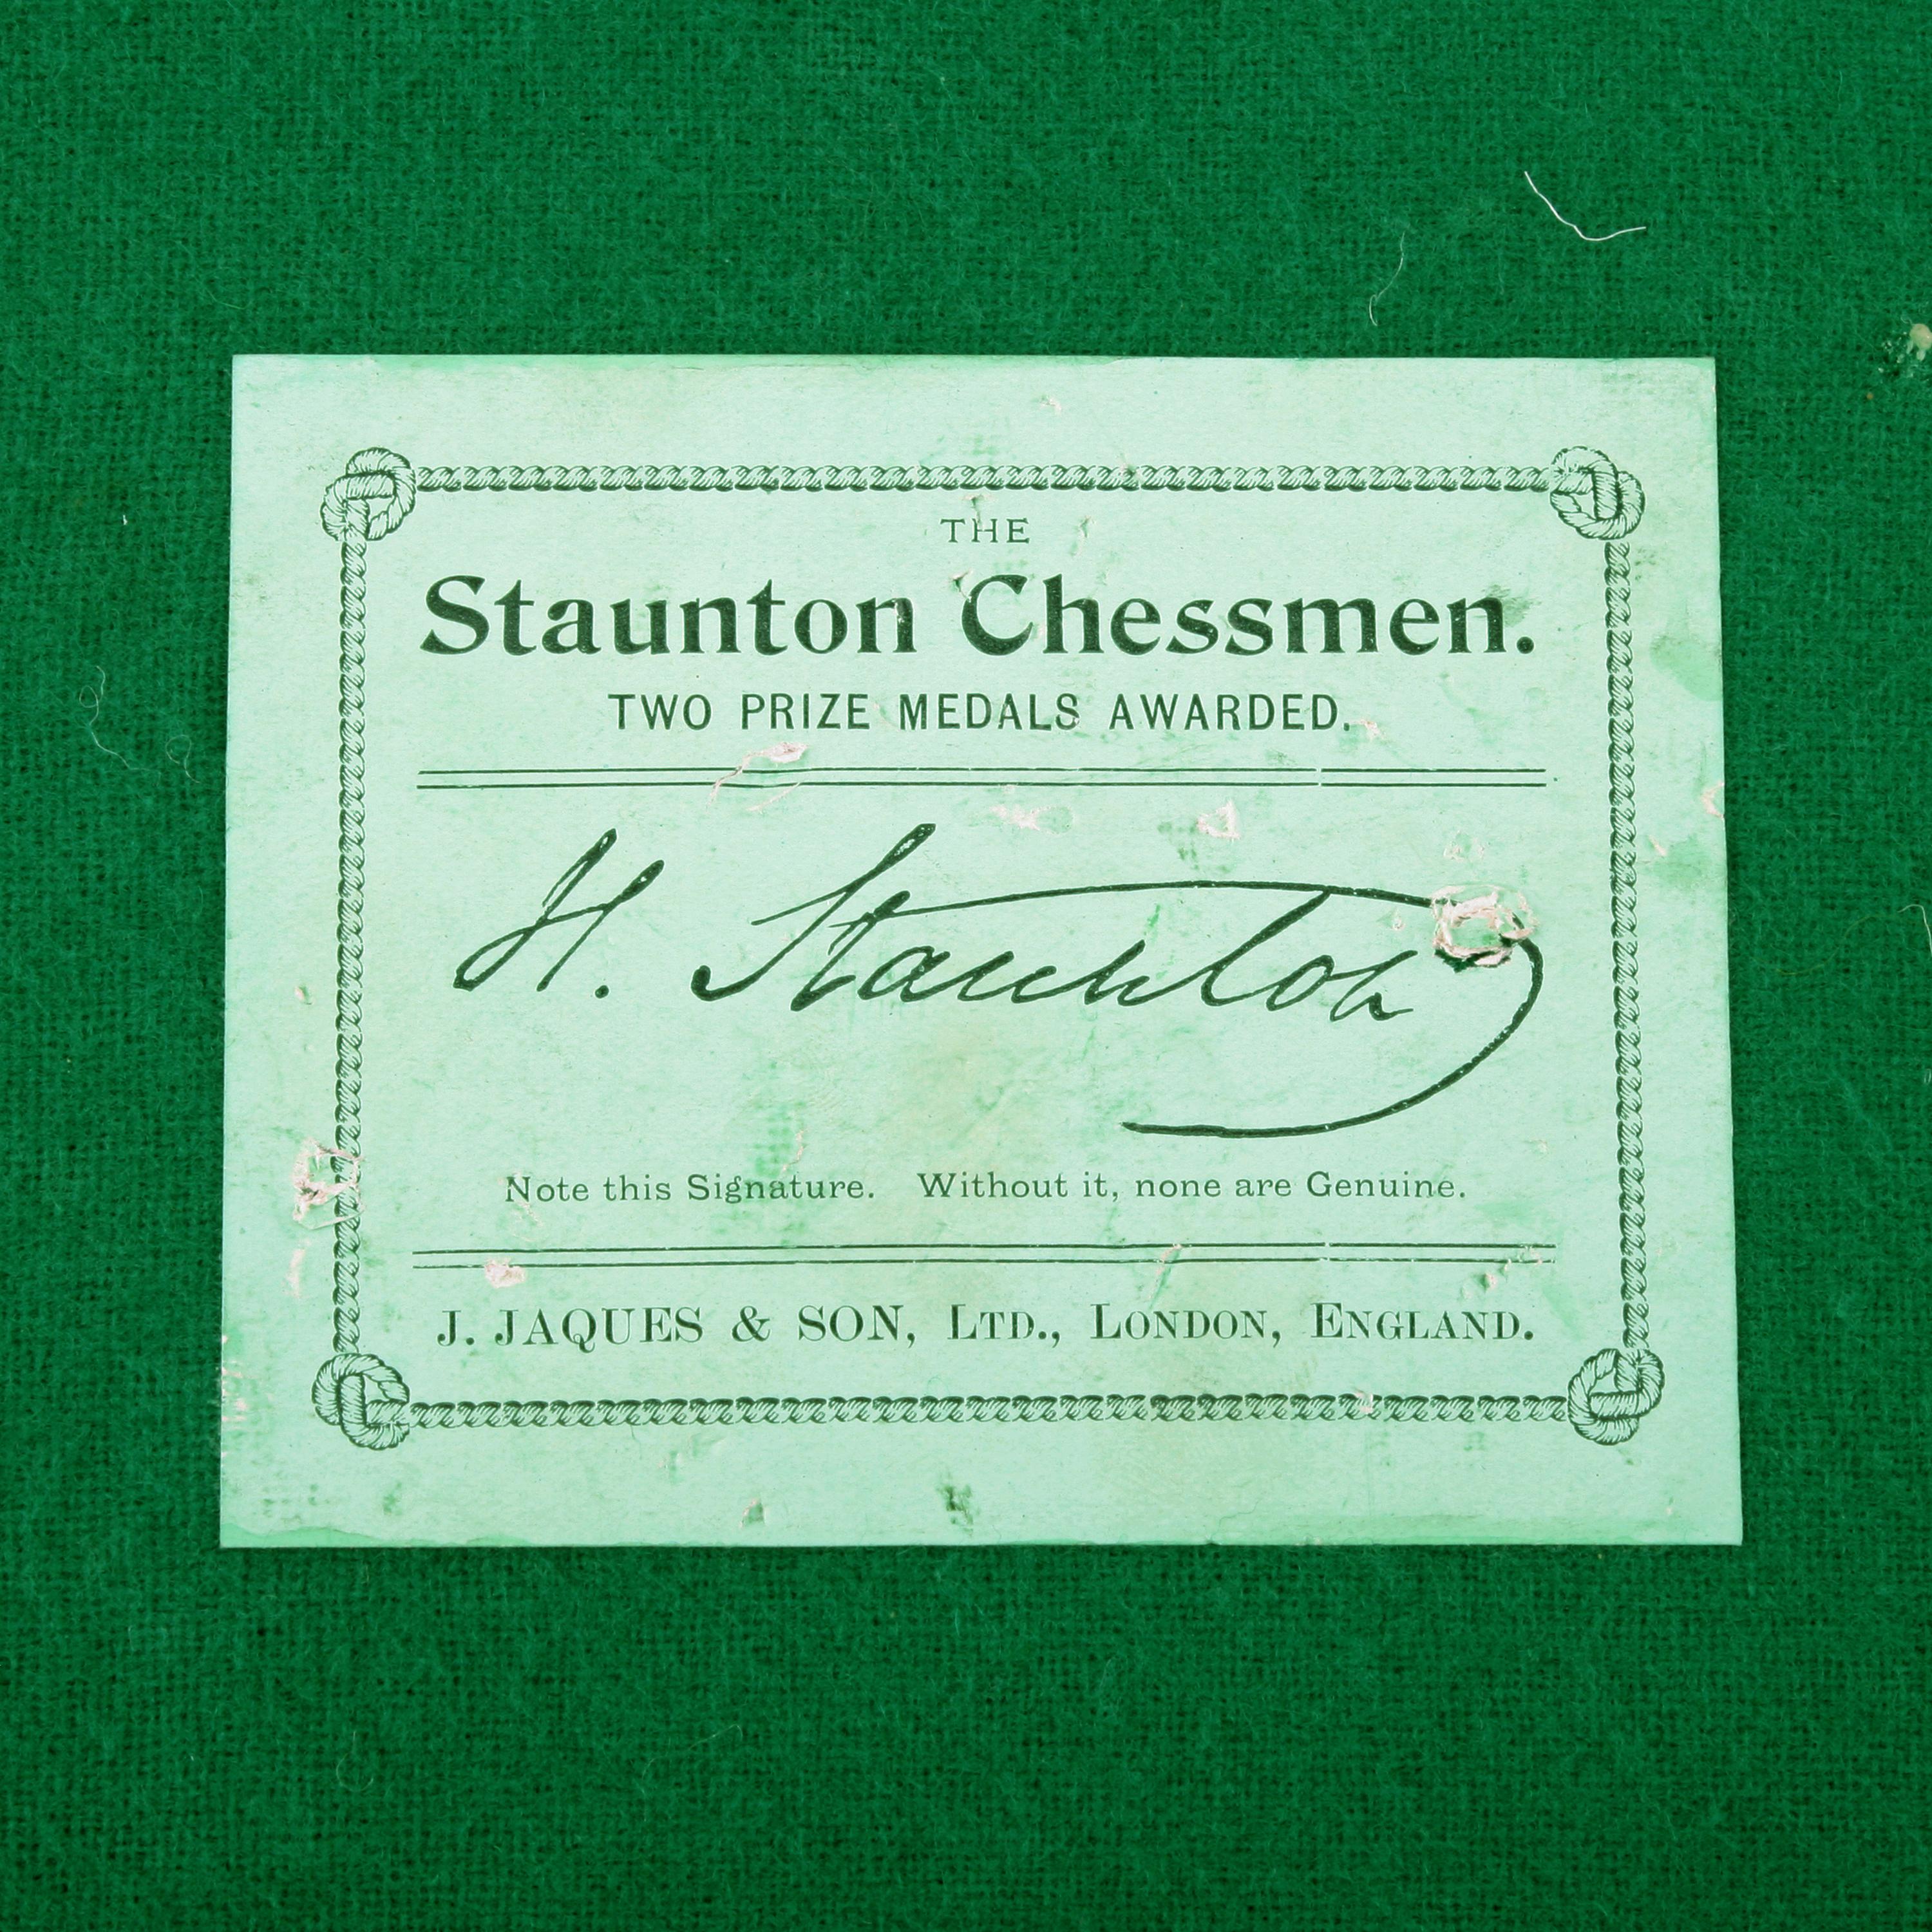 THE
Staunton Chessmen.
TWO PRIZE MEDALS AWARDED.
H. Staunton
Note this Signature. Without it, none are Genuine.
J. JAQUES & SON, LTD., LONDON, ENGLAND.